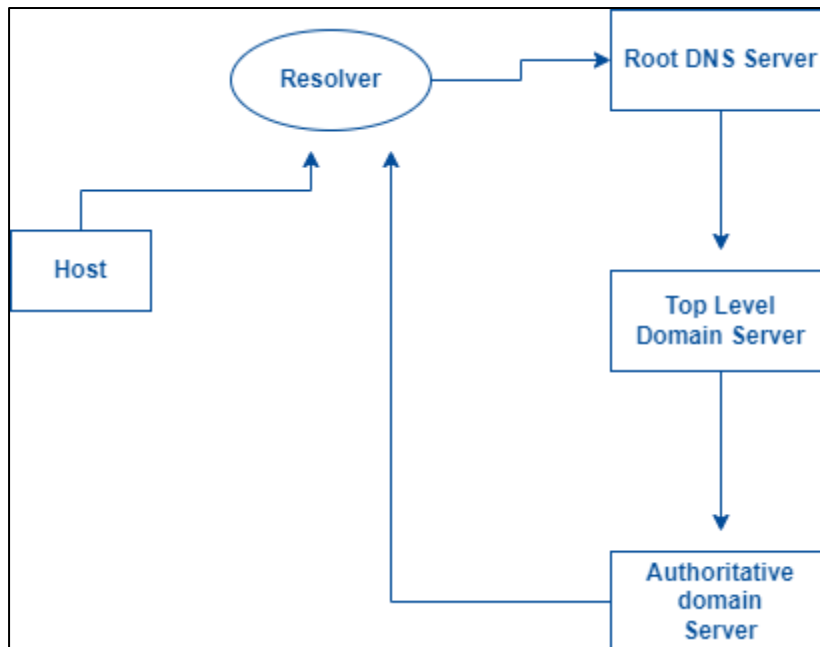 Resolver
Root DNS Server
Host
Top Level
Domain Server
Authoritative
domain
Server